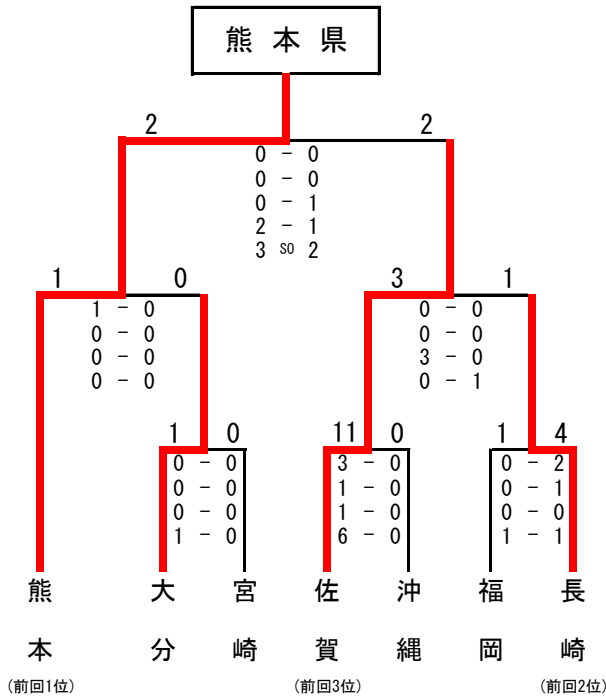 熊本県
2 2
0 - 0
0 - 0
0 - 1
2 - 1
3 SO 2
1 0 3 1
1 - 0 0 - 0
0 - 0 0 - 0
0 - 0 3 - 0
0 - 0 0 - 1
1 0 11 0 1 4
0 - 0 3 - 0 0 - 2
0 - 0 1 - 0 0 - 1
0 - 0 1 - 0 0 - 0
1 - 0 6 - 0 1 - 1
熊本 大分 宮崎 佐賀 沖縄 福岡 長崎
(前回1位) (前回3位) (前回2位)